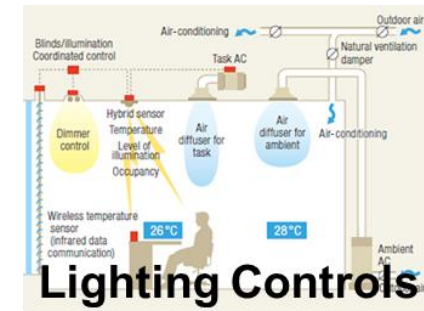 Outdoor air
Air-conditioning
Blinds/illumination
Coordinated control
Task AC
Natural ventilation
damper
Hybrid sensor
Temperature
Level of
illumination
Occupancy
Dimmer
control
Air
diffuser for
task
Air
diffuser for
ambient
Air-conditioning
Wireless temperature
sensor
(infrared data
communication)
26°C
28°C
Ambient
AC
Lighting Controls